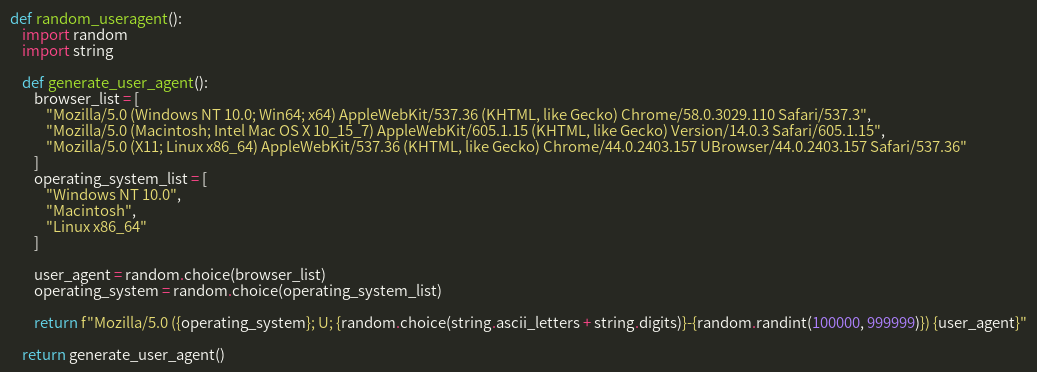 def random_useragent():
    import random
    import string

    def generate_user_agent():
        browser_list = [
            "Mozilla/5.0 (Windows NT 10.0; Win64; x64) AppleWebKit/537.36 (KHTML, like Gecko) Chrome/58.0.3029.110 Safari/537.3",
            "Mozilla/5.0 (Macintosh; Intel Mac OS X 10_15_7) AppleWebKit/605.1.15 (KHTML, like Gecko) Version/14.0.3 Safari/605.1.15",
            "Mozilla/5.0 (X11; Linux x86_64) AppleWebKit/537.36 (KHTML, like Gecko) Chrome/44.0.2403.157 UBrowser/44.0.2403.157 Safari/537.36"
        ]
        operating_system_list = [
            "Windows NT 10.0",
            "Macintosh",
            "Linux x86_64"
        ]

        user_agent = random.choice(browser_list)
        operating_system = random.choice(operating_system_list)

        return f"Mozilla/5.0 ({operating_system}; U; {random.choice(string.ascii_letters + string.digits)}-{random.randint(100000, 999999)}) {user_agent}"

    return generate_user_agent()